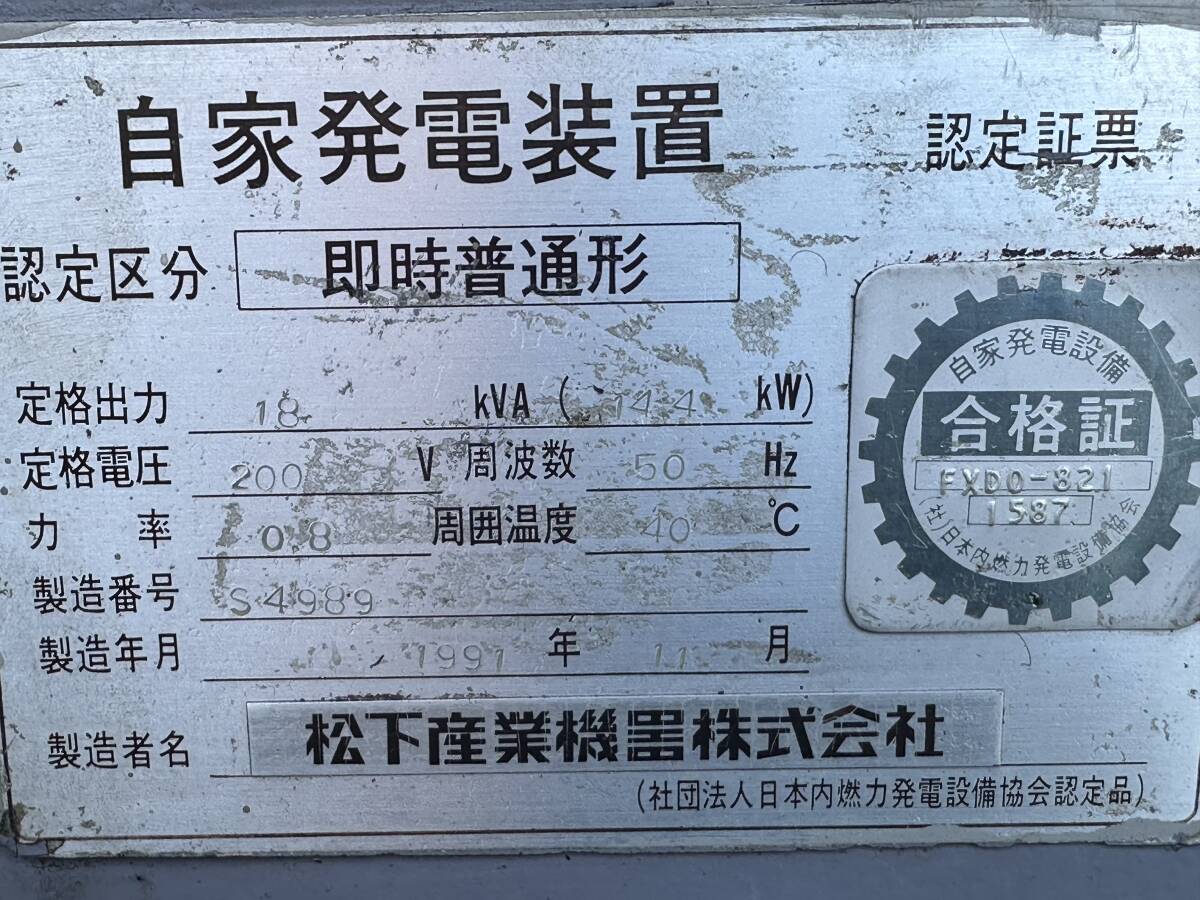 自家発電装置 認定証票
認定区分 即時普通形
定格出力 18 kVA ( 14.4 kW)
定格電圧 200 V 周波数 50 Hz
力率 0.8 周囲温度 40 ℃
製造番号 S4989
製造年月 1991 年 11 月
製造者名 松下産業機器株式会社
(社団法人日本内燃力発電設備協会認定品)
自家発電設備
合格証
FXD0-821
1587
(社)日本内燃力発電設備協会